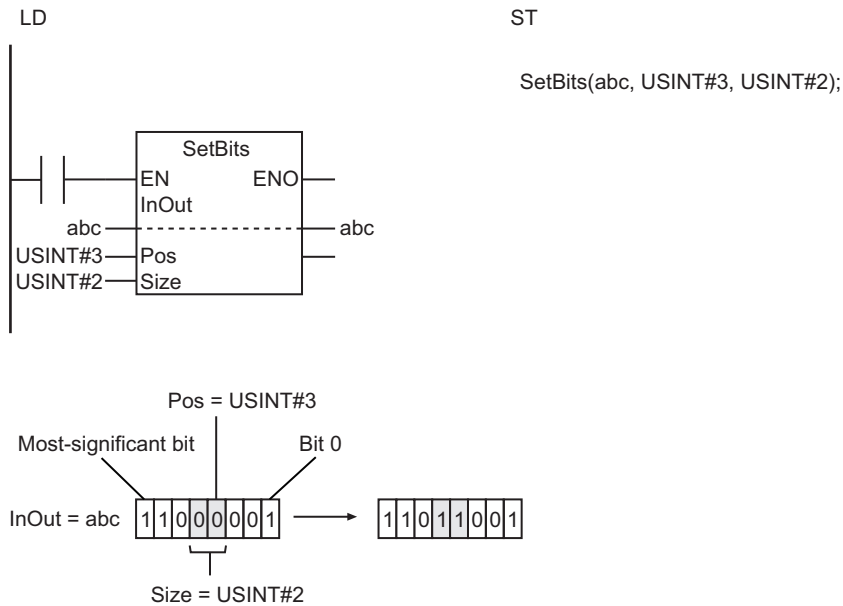 LD ST
SetBits(abc, USINT#3, USINT#2);
SetBits
EN ENO
InOut
abc abc
USINT#3 Pos
USINT#2 Size
Pos = USINT#3
Most-significant bit Bit 0
InOut = abc 1 1 0 0 0 0 0 1 1 1 0 1 1 0 0 1
Size = USINT#2